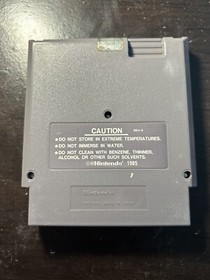 CAUTION
REV-A
●DO NOT STORE IN EXTREME TEMPERATURES.
●DO NOT IMMERSE IN WATER.
●DO NOT CLEAN WITH BENZENE, THINNER,
ALCOHOL OR OTHER SUCH SOLVENTS.
©Nintendo 1985